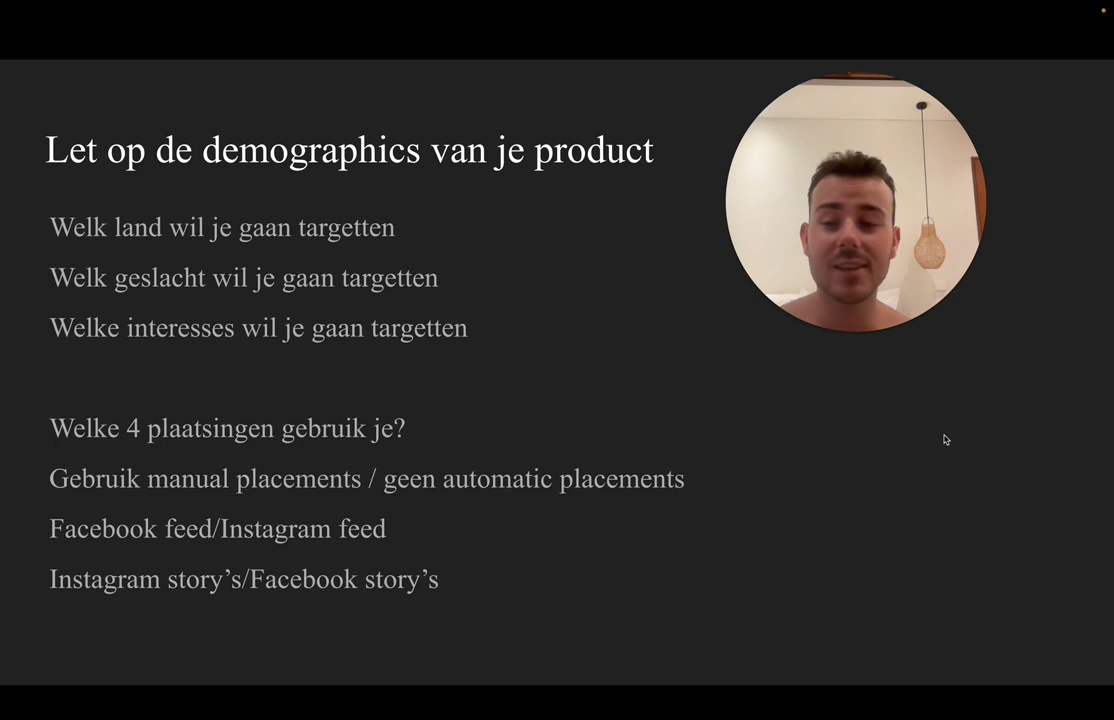 Let op de demographics van je product
Welk land wil je gaan targetten
Welk geslacht wil je gaan targetten
Welke interesses wil je gaan targetten
Welke 4 plaatsingen gebruik je?
Gebruik manual placements / geen automatic placements
Facebook feed/Instagram feed
Instagram story’s/Facebook story’s